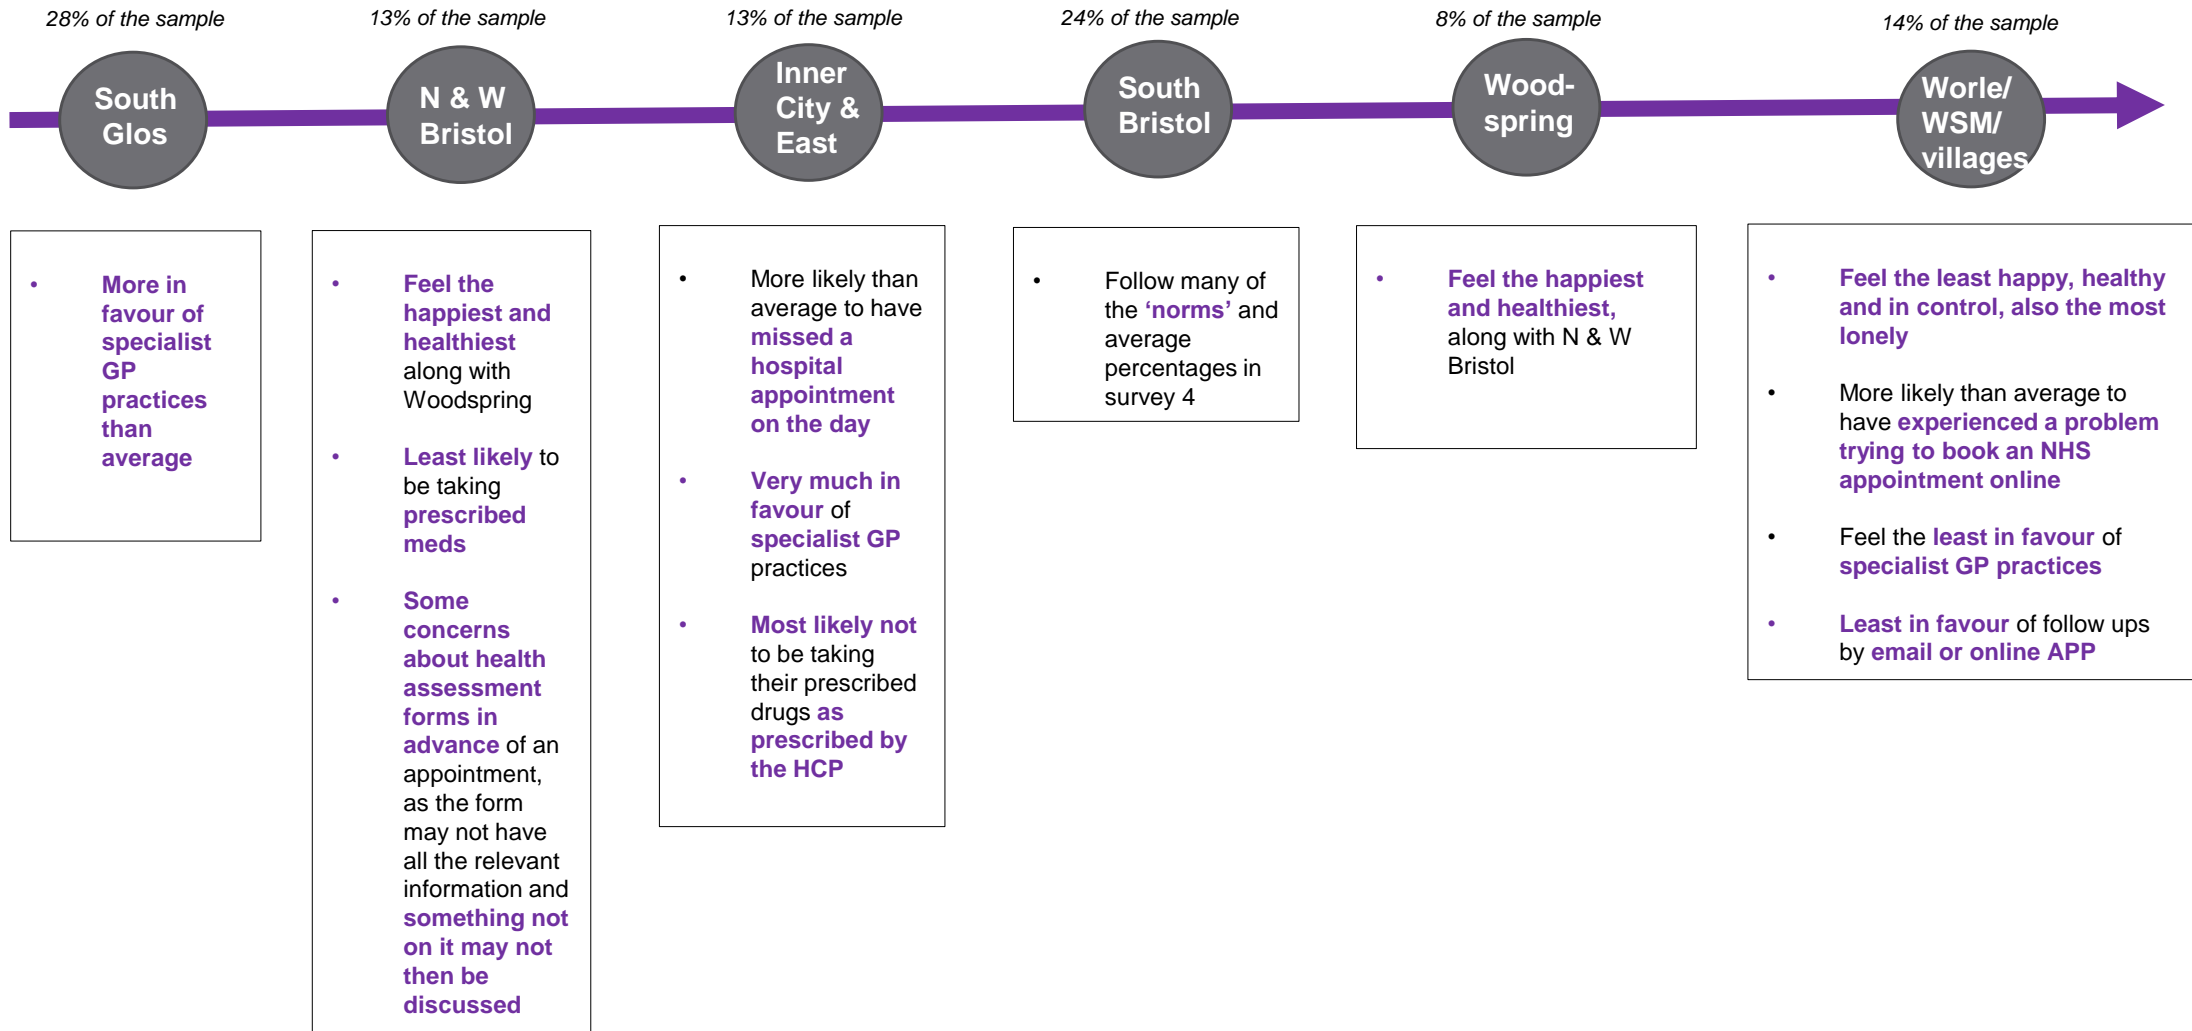 28% of the sample
13% of the sample
13% of the sample
24% of the sample
8% of the sample
14% of the sample
South
Glos
N & W
Bristol
Inner
City &
East
South
Bristol
Wood-
spring
Worle/
WSM/
villages
• More in
favour of
specialist
GP
practices
than
average
• Feel the
happiest and
healthiest
along with
Woodspring
• Least likely to
be taking
prescribed
meds
• Some
concerns
about health
assessment
forms in
advance of an
appointment,
as the form
may not have
all the relevant
information and
something not
on it may not
then be
discussed
• More likely than
average to have
missed a
hospital
appointment
on the day
• Very much in
favour of
specialist GP
practices
• Most likely not
to be taking
their prescribed
drugs as
prescribed by
the HCP
• Follow many of
the ‘norms’ and
average
percentages in
survey 4
• Feel the happiest
and healthiest,
along with N & W
Bristol
• Feel the least happy, healthy
and in control, also the most
lonely
• More likely than average to
have experienced a problem
trying to book an NHS
appointment online
• Feel the least in favour of
specialist GP practices
• Least in favour of follow ups
by email or online APP